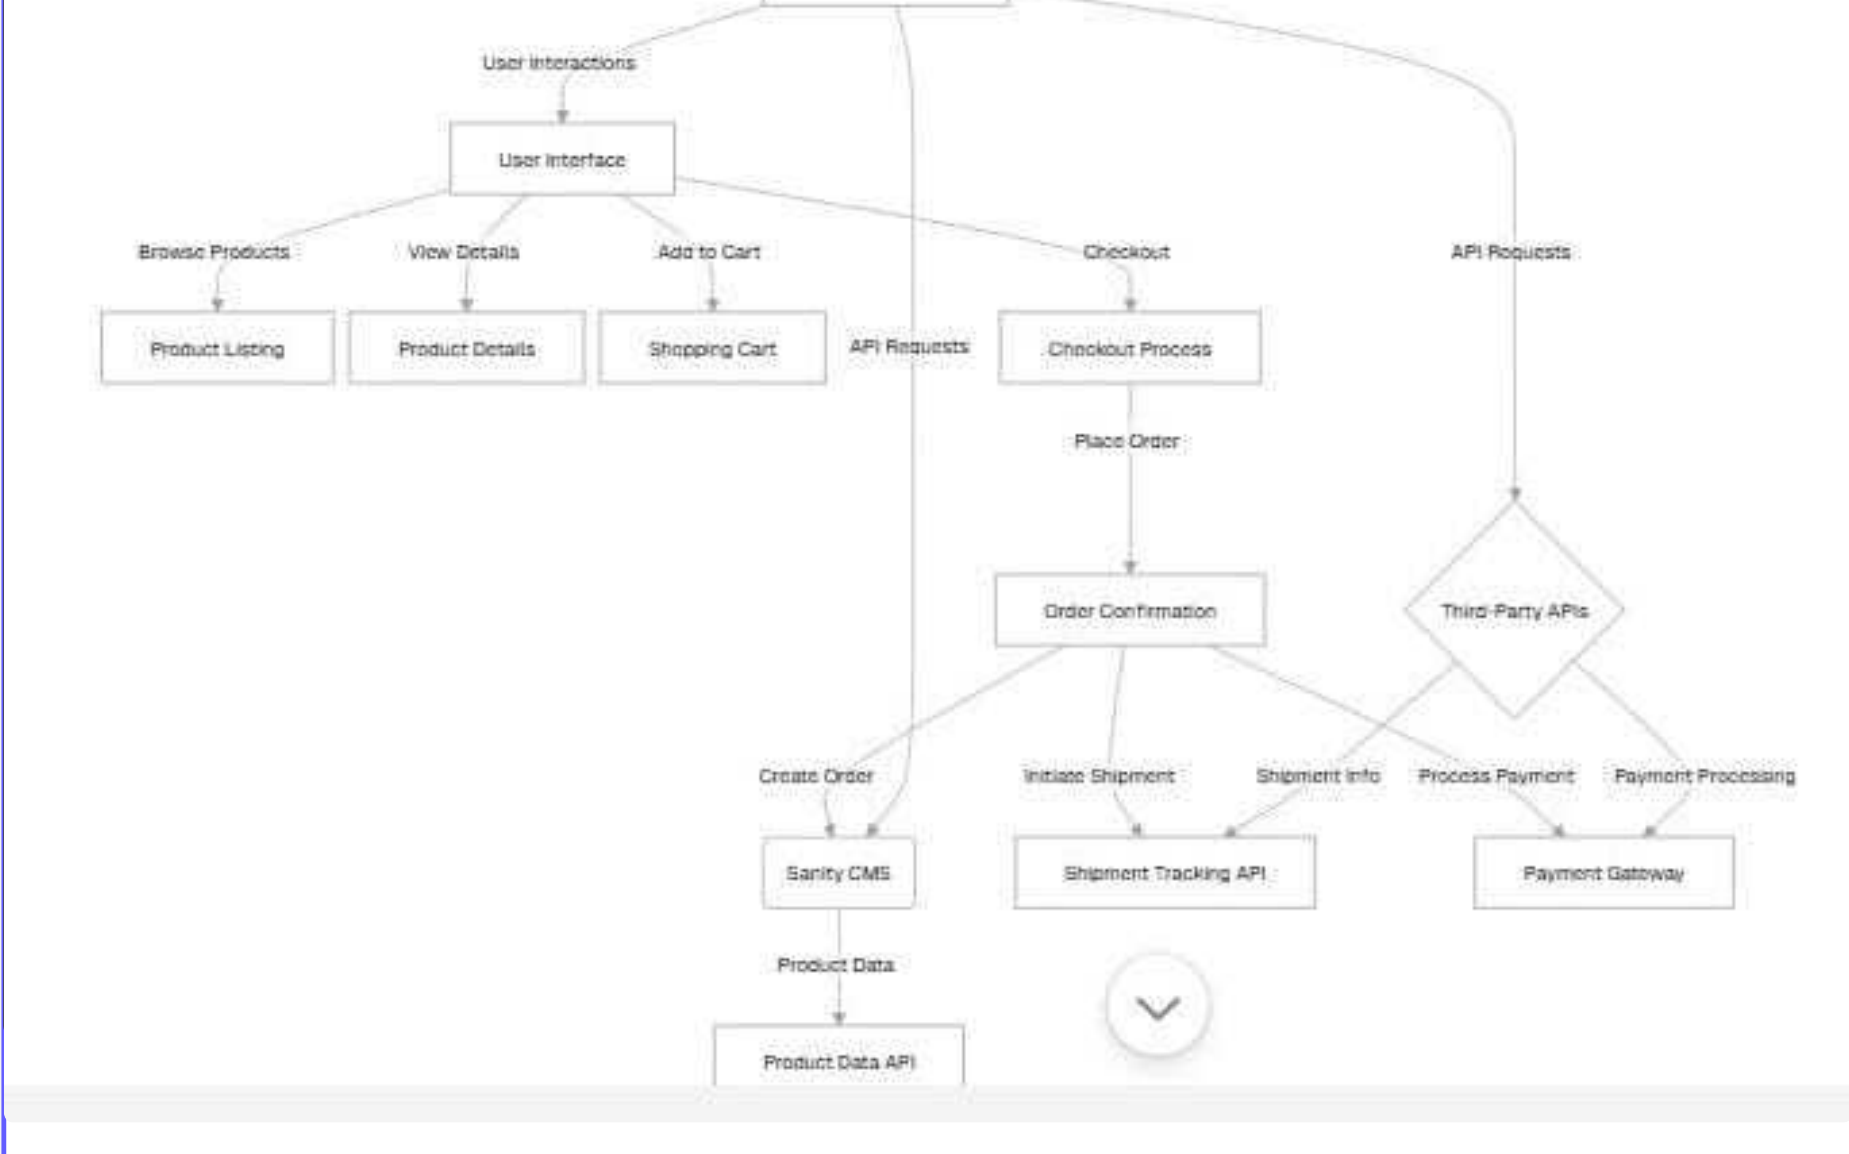 User Interactions
User Interface
Browse Products
View Details
Add to Cart
Checkout
API Requests
Product Listing
Product Details
Shopping Cart
API Requests
Checkout Process
Place Order
Order Confirmation
Third-Party APIs
Create Order
Initiate Shipment
Shipment Info
Process Payment
Payment Processing
Sanity CMS
Shipment Tracking API
Payment Gateway
Product Data
Product Data API